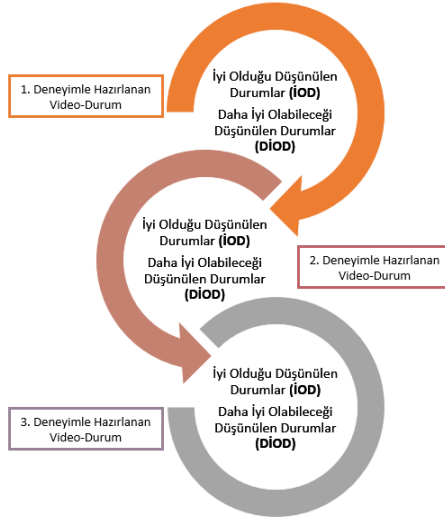 1. Deneyimle Hazırlanan
Video-Durum
İyi Olduğu Düşünülen
Durumlar (İOD)
Daha İyi Olabileceği
Düşünülen Durumlar
(DİOD)
İyi Olduğu Düşünülen
Durumlar (İOD)
Daha İyi Olabileceği
Düşünülen Durumlar
(DİOD)
2. Deneyimle Hazırlanan
Video-Durum
İyi Olduğu Düşünülen
Durumlar (İOD)
Daha İyi Olabileceği
Düşünülen Durumlar
(DİOD)
3. Deneyimle Hazırlanan
Video-Durum